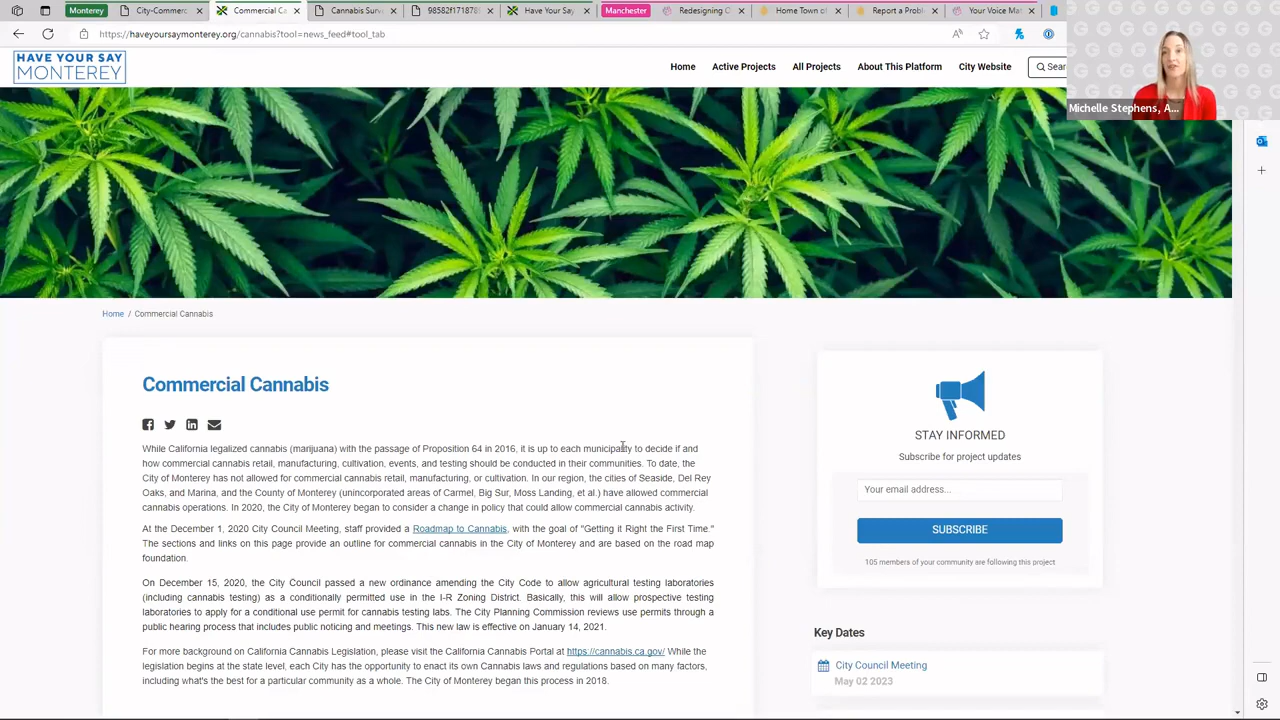 Monterey
City-Commerc
Commercial Ca
Cannabis Surv
98582f171878
Have Your Say
Manchester
Redesigning C
Home Town of
Report a Prob
Your Voice Ma
https://haveyoursaymonterey.org/cannabis?tool=news_feed#tool_tab
HAVE YOUR SAY
MONTEREY
Home
Active Projects
All Projects
About This Platform
City Website
Sear
Michelle Stephens, A...
Home / Commercial Cannabis
Commercial Cannabis
While California legalized cannabis (marijuana) with the passage of Proposition 64 in 2016, it is up to each municipality to decide if and
how commercial cannabis retail, manufacturing, cultivation, events, and testing should be conducted in their communities. To date, the
City of Monterey has not allowed for commercial cannabis retail, manufacturing, or cultivation. In our region, the cities of Seaside, Del Rey
Oaks, and Marina, and the County of Monterey (unincorporated areas of Carmel, Big Sur, Moss Landing, et al.) have allowed commercial
cannabis operations. In 2020, the City of Monterey began to consider a change in policy that could allow commercial cannabis activity.
At the December 1, 2020 City Council Meeting, staff provided a Roadmap to Cannabis, with the goal of "Getting it Right the First Time."
The sections and links on this page provide an outline for commercial cannabis in the City of Monterey and are based on the road map
foundation.
On December 15, 2020, the City Council passed a new ordinance amending the City Code to allow agricultural testing laboratories
(including cannabis testing) as a conditionally permitted use in the I-R Zoning District. Basically, this will allow prospective testing
laboratories to apply for a conditional use permit for cannabis testing labs. The City Planning Commission reviews use permits through a
public hearing process that includes public noticing and meetings. This new law is effective on January 14, 2021.
For more background on California Cannabis Legislation, please visit the California Cannabis Portal at https://cannabis.ca.gov/ While the
legislation begins at the state level, each City has the opportunity to enact its own Cannabis laws and regulations based on many factors,
including what's the best for a particular community as a whole. The City of Monterey began this process in 2018.
STAY INFORMED
Subscribe for project updates
Your email address...
SUBSCRIBE
105 members of your community are following this project
Key Dates
City Council Meeting
May 02 2023